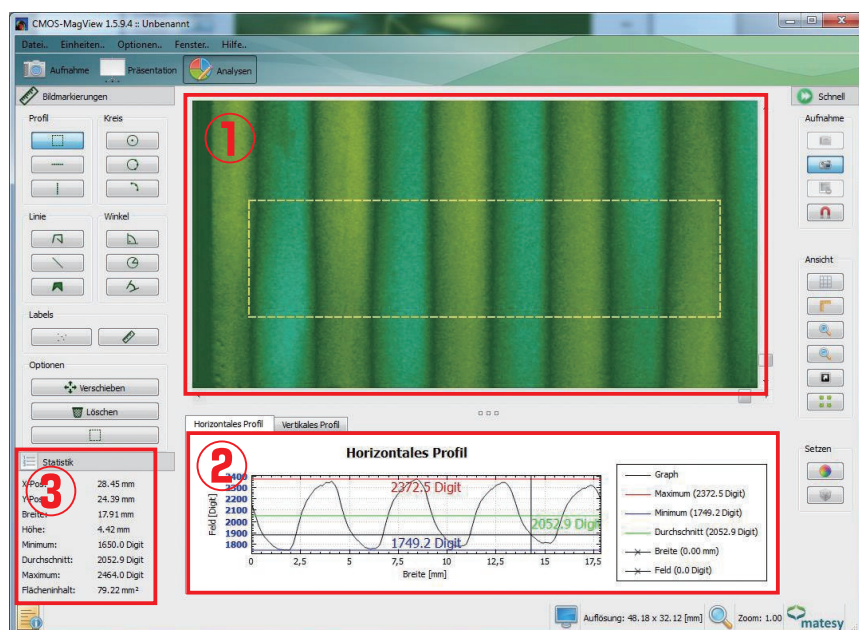 CMOS-MagView 1.5.9.4 :: Unbenannt
Datei.. Einheiten.. Optionen.. Fenster.. Hilfe..
Aufnahme Präsentation Analysen
Bildmarkierungen
Profil Kreis
Linie Winkel
Labels
Optionen
Verschieben
Löschen
Statistik
X-Pos: 28.45 mm
Y-Pos: 24.39 mm
Breite: 17.91 mm
Höhe: 4.42 mm
Minimum: 1650.0 Digit
Durchschnitt: 2052.9 Digit
Maximum: 2464.0 Digit
Flächeninhalt: 79.22 mm²
3
1
Horizontales Profil Vertikales Profil
2
Horizontales Profil
Feld [Digit]
2400
2300
2200
2100
2000
1900
1800
2372.5 Digit
2052.9 Digit
1749.2 Digit
0 2,5 5 7,5 10 12,5 15 17,5
Breite [mm]
Graph
Maximum (2372.5 Digit)
Minimum (1749.2 Digit)
Durchschnitt (2052.9 Digit)
Breite (0.00 mm)
Feld (0.0 Digit)
Schnell
Aufnahme
Ansicht
Setzen
Auflösung: 48.18 x 32.12 [mm] Zoom: 1.00 matesy